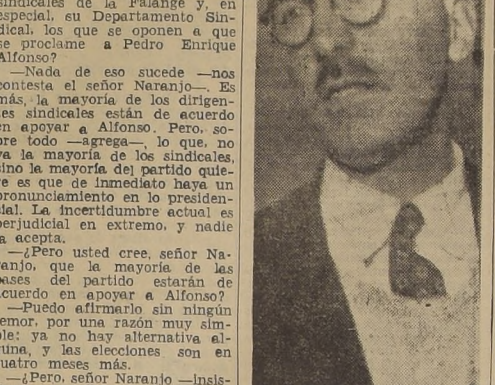 sindicales de la Falange y, en
especial, su Departamento Sin-
dical, los que se oponen a que
se proclame a Pedro Enrique
Alfonso?
—Nada de eso sucede —nos
contesta el señor Naranjo—. Es
más, la mayoría de los dirigen-
es sindicales están de acuerdo
en apoyar a Alfonso. Pero, so-
bre todo —agrega—, lo que, no
ya la mayoría de los sindicales,
sino la mayoría del partido quie-
re es que de inmediato haya un
pronunciamiento en lo presiden-
ial. La incertidumbre actual es
perjudicial en extremo, y nadie
a acepta.
—¿Pero usted cree, señor Na-
ranjo, que la mayoría de las
bases del partido estarán de
acuerdo en apoyar a Alfonso?
—Puedo afirmarlo sin ningún
emor, por una razón muy sim-
ple: ya no hay alternativa al-
guna, y las elecciones son en
cuatro meses más.
—¿Pero, señor Naranjo —insis-